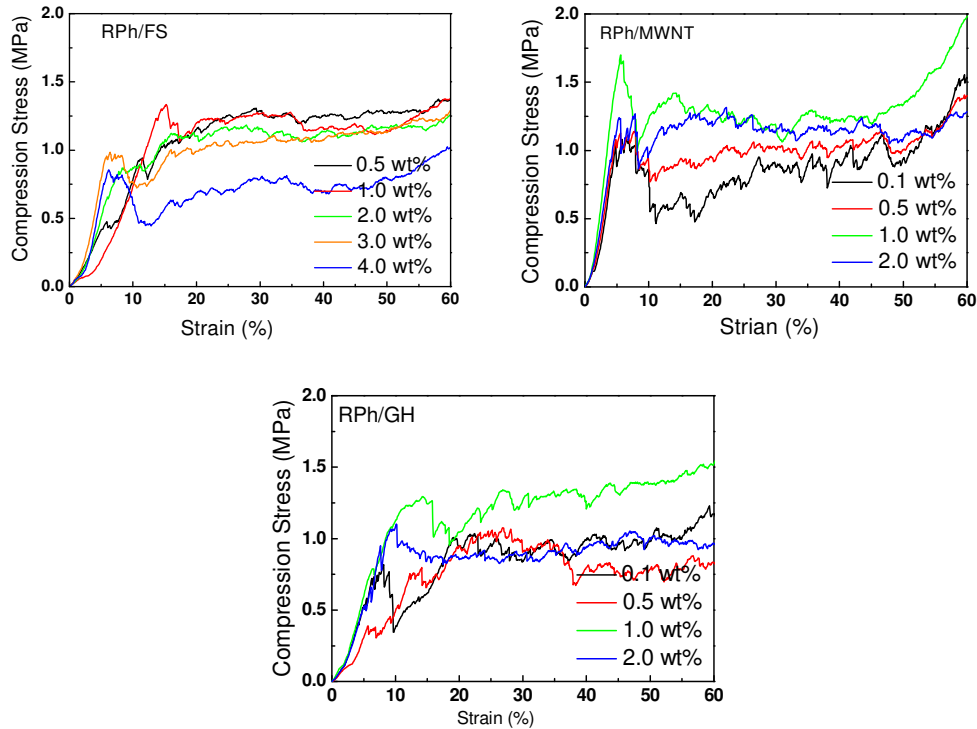 RPh/FS
Compression Stress (MPa)
2.0
1.5
1.0
0.5
0.0
0 10 20 30 40 50 60
Strain (%)
0.5 wt%
1.0 wt%
2.0 wt%
3.0 wt%
4.0 wt%
RPh/MWNT
Compression Stress (MPa)
2.0
1.5
1.0
0.5
0.0
0 10 20 30 40 50 60
Strian (%)
0.1 wt%
0.5 wt%
1.0 wt%
2.0 wt%
RPh/GH
Compression Stress (MPa)
2.0
1.5
1.0
0.5
0.0
0 10 20 30 40 50 60
Strain (%)
0.1 wt%
0.5 wt%
1.0 wt%
2.0 wt%